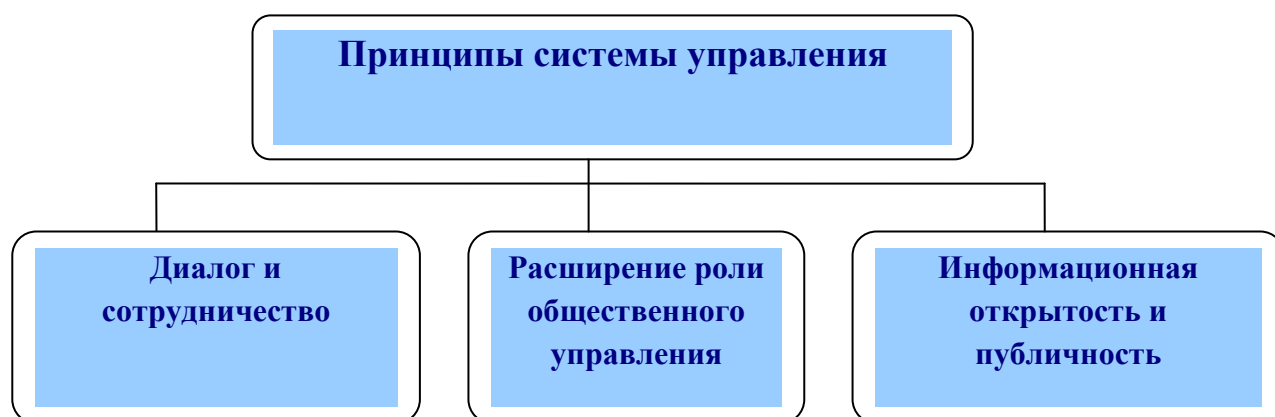 Принципы системы управления
Диалог и
сотрудничество
Расширение роли
общественного
управления
Информационная
открытость и
публичность